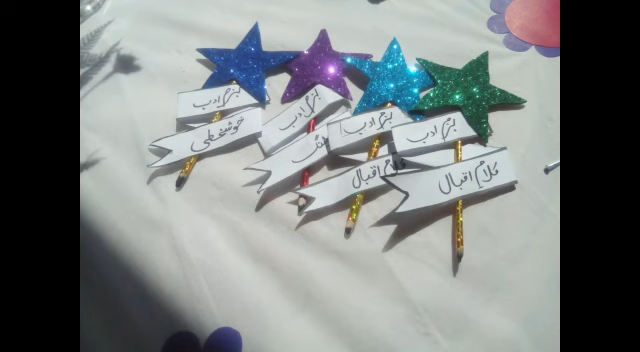 بزمِ ادب
خوشخطی
بزمِ ادب
بزمِ ادب
کلامِ اقبال
بزمِ ادب
کلامِ اقبال